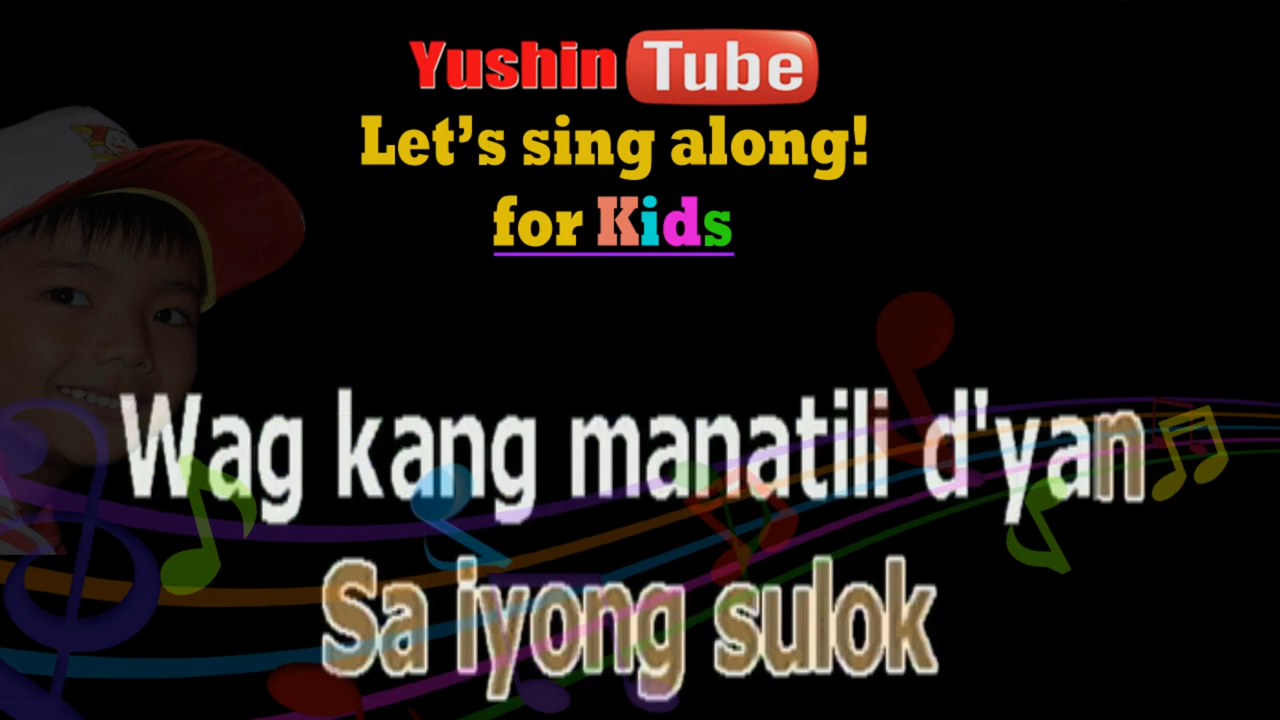 Yushin Tube
Let's sing along!
for Kids
Wag kang manatili d'yan
Sa iyong sulok